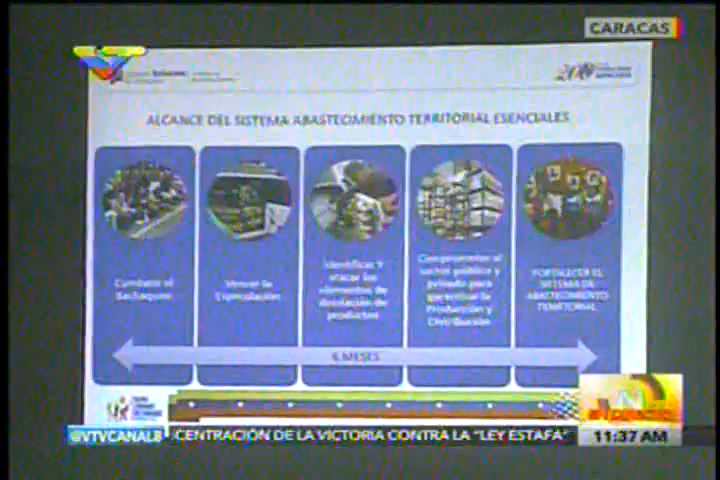 CARACAS
ALCANCE DEL SISTEMA ABASTECIMIENTO TERRITORIAL ESENCIALES
Combatir el
Bachaqueo
Vencer la
Especulación
Identificar Y
atacar los
elementos de
desviación de
productos
Comprometer al
sector público y
privado para
garantizar la
Producción y
Distribución
FORTALECER EL
SISTEMA DE
ABASTECIMIENTO
TERRITORIAL
6 MESES
@VTVCANAL8
CENTRACIÓN DE LA VICTORIA CONTRA LA "LEY ESTAFA"
11:37 AM